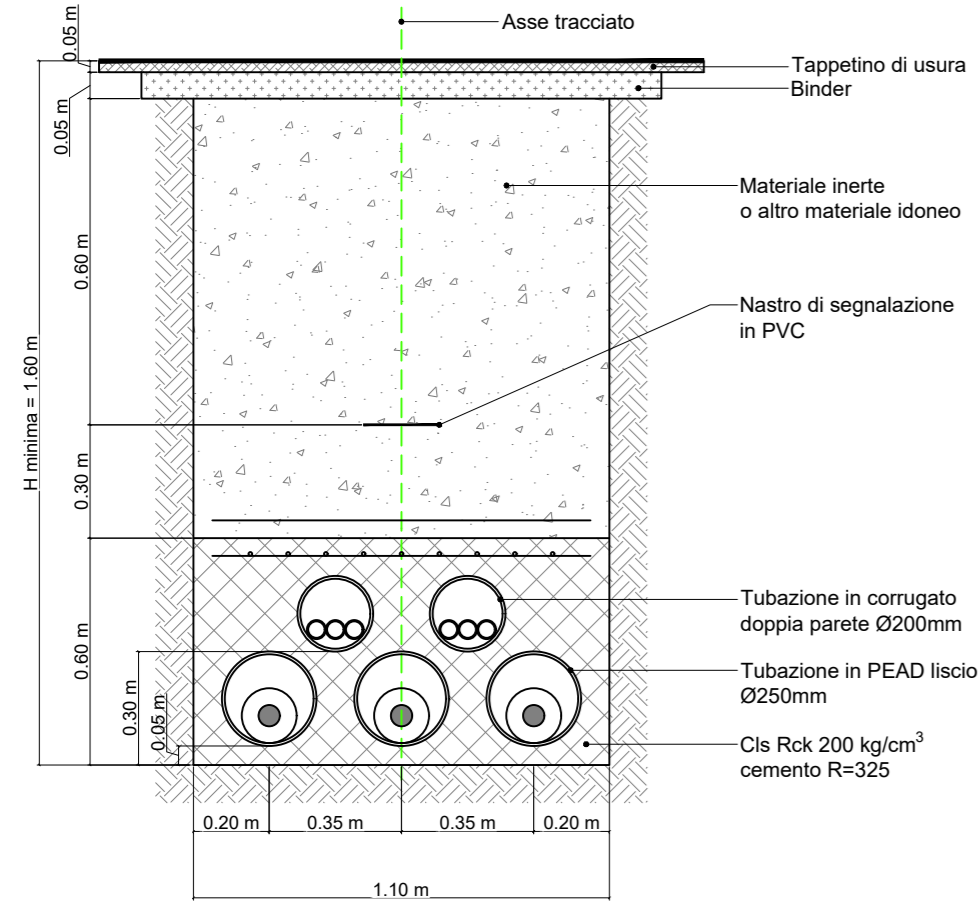 Asse tracciato
0.05 m
Tappetino di usura
Binder
0.05 m
Materiale inerte
o altro materiale idoneo
0.60 m
Nastro di segnalazione
in PVC
H minima = 1.60 m
0.30 m
Tubazione in corrugato
doppia parete Ø200mm
0.60 m
Tubazione in PEAD liscio
Ø250mm
0.30 m
0.05 m
Cls Rck 200 kg/cm³
cemento R=325
0.20 m 0.35 m 0.35 m 0.20 m
1.10 m